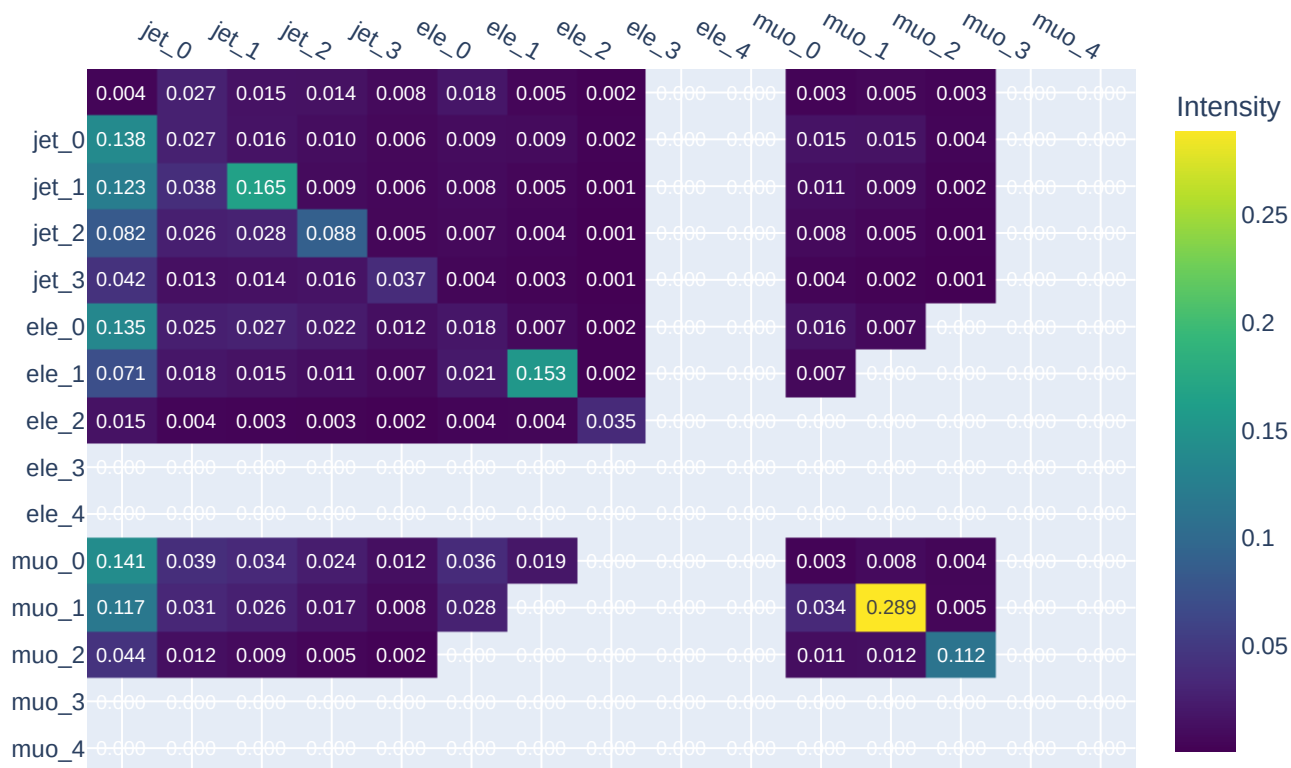 jet_0 jet_1 jet_2 jet_3 ele_0 ele_1 ele_2 ele_3 ele_4 muo_0 muo_1 muo_2 muo_3 muo_4
0.004 0.027 0.015 0.014 0.008 0.018 0.005 0.002 0.000 0.000 0.003 0.005 0.003 0.000 0.000
jet_0 0.138 0.027 0.016 0.010 0.006 0.009 0.009 0.002 0.000 0.000 0.015 0.015 0.004 0.000 0.000
jet_1 0.123 0.038 0.165 0.009 0.006 0.008 0.005 0.001 0.000 0.000 0.011 0.009 0.002 0.000 0.000
jet_2 0.082 0.026 0.028 0.088 0.005 0.007 0.004 0.001 0.000 0.000 0.008 0.005 0.001 0.000 0.000
jet_3 0.042 0.013 0.014 0.016 0.037 0.004 0.003 0.001 0.000 0.000 0.004 0.002 0.001 0.000 0.000
ele_0 0.135 0.025 0.027 0.022 0.012 0.018 0.007 0.002 0.000 0.000 0.016 0.007 0.000 0.000 0.000
ele_1 0.071 0.018 0.015 0.011 0.007 0.021 0.153 0.002 0.000 0.000 0.007 0.000 0.000 0.000 0.000
ele_2 0.015 0.004 0.003 0.003 0.002 0.004 0.004 0.035 0.000 0.000 0.000 0.000 0.000 0.000 0.000
ele_3 0.000 0.000 0.000 0.000 0.000 0.000 0.000 0.000 0.000 0.000 0.000 0.000 0.000 0.000 0.000
ele_4 0.000 0.000 0.000 0.000 0.000 0.000 0.000 0.000 0.000 0.000 0.000 0.000 0.000 0.000 0.000
muo_0 0.141 0.039 0.034 0.024 0.012 0.036 0.019 0.000 0.000 0.000 0.003 0.008 0.004 0.000 0.000
muo_1 0.117 0.031 0.026 0.017 0.008 0.028 0.000 0.000 0.000 0.000 0.034 0.289 0.005 0.000 0.000
muo_2 0.044 0.012 0.009 0.005 0.002 0.000 0.000 0.000 0.000 0.000 0.011 0.012 0.112 0.000 0.000
muo_3 0.000 0.000 0.000 0.000 0.000 0.000 0.000 0.000 0.000 0.000 0.000 0.000 0.000 0.000 0.000
muo_4 0.000 0.000 0.000 0.000 0.000 0.000 0.000 0.000 0.000 0.000 0.000 0.000 0.000 0.000 0.000
Intensity
0.25
0.2
0.15
0.1
0.05